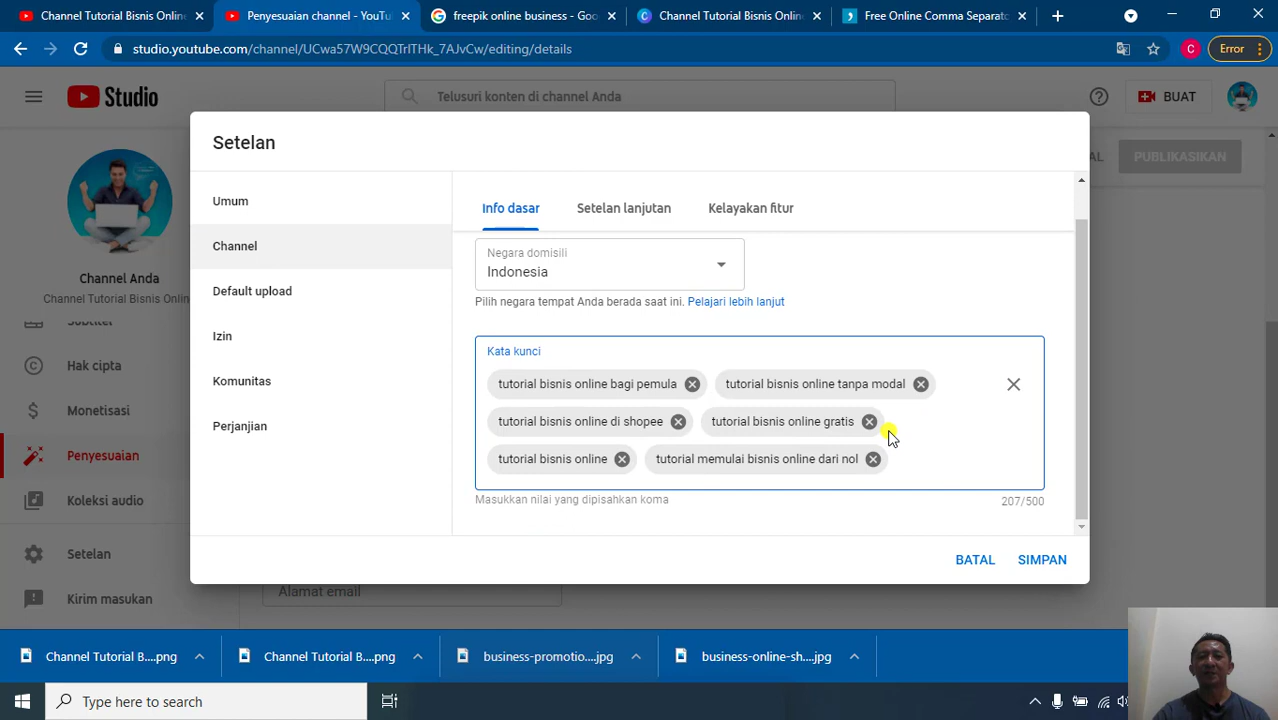 Channel Tutorial Bisnis Online
Penyesuaian channel - YouTu
freepik online business - Goo
Channel Tutorial Bisnis Onlin
Free Online Comma Separato
studio.youtube.com/channel/UCwa57W9CQQTrITHk_7AJvCw/editing/details
C
Error
Studio
Telusuri konten di channel Anda
BUAT
AL
PUBLIKASIKAN
Channel Anda
Channel Tutorial Bisnis Onlin
Subtitel
Hak cipta
Monetisasi
Penyesuaian
Koleksi audio
Setelan
Kirim masukan
Setelan
Umum
Channel
Default upload
Izin
Komunitas
Perjanjian
Info dasar
Setelan lanjutan
Kelayakan fitur
Negara domisili
Indonesia
Pilih negara tempat Anda berada saat ini. Pelajari lebih lanjut
Kata kunci
tutorial bisnis online bagi pemula
tutorial bisnis online tanpa modal
tutorial bisnis online di shopee
tutorial bisnis online gratis
tutorial bisnis online
tutorial memulai bisnis online dari nol
Masukkan nilai yang dipisahkan koma
207/500
BATAL
SIMPAN
Alamat email
Channel Tutorial B....png
Channel Tutorial B....png
business-promotio...jpg
business-online-sh...jpg
Type here to search